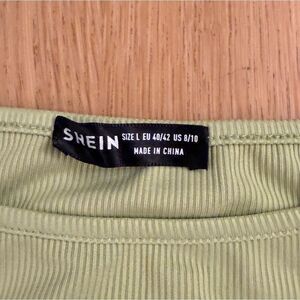 SHEIN
SIZE L EU 40/42 US 8/10
MADE IN CHINA